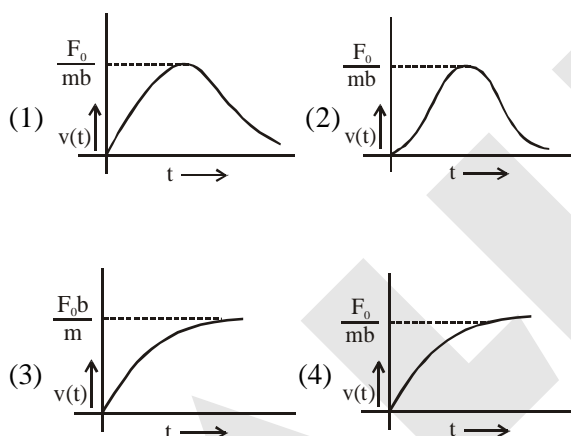 F₀
mb
(1)
v(t)
t
F₀
mb
(2)
v(t)
t
F₀b
m
(3)
v(t)
t
F₀
mb
(4)
v(t)
t